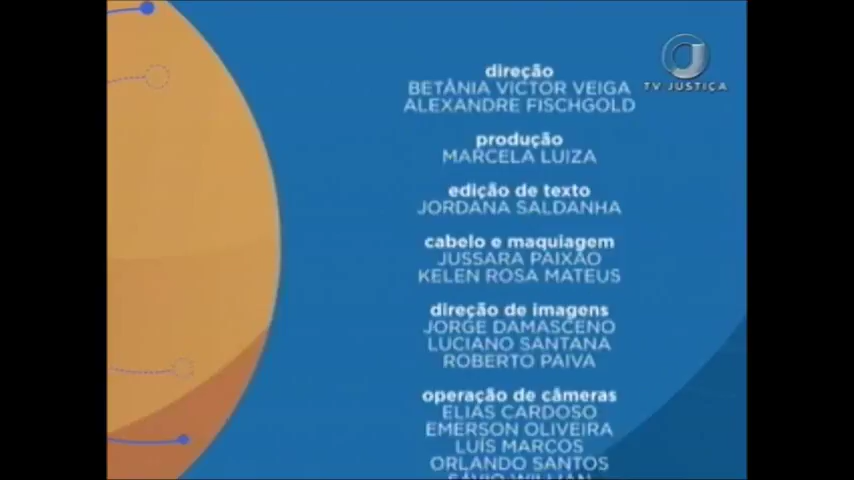 direção
BETÂNIA VICTOR VEIGA
ALEXANDRE FISCHGOLD
TV JUSTIÇA
produção
MARCELA LUIZA
edição de texto
JORDANA SALDANHA
cabelo e maquiagem
JUSSARA PAIXÃO
KELEN ROSA MATEUS
direção de imagens
JORGE DAMASCENO
LUCIANO SANTANA
ROBERTO PAIVA
operação de câmeras
ELIAS CARDOSO
EMERSON OLIVEIRA
LUÍS MARCOS
ORLANDO SANTOS
SÁVIO WILLIAN